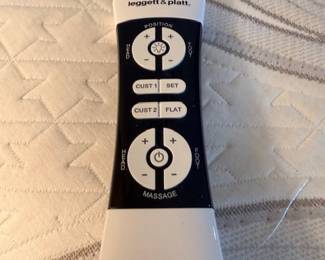 leggett & platt.
POSITION
HEAD
FOOT
+ +
- -
CUST 1 SET
CUST 2 FLAT
+ +
HEAD
FOOT
- -
MASSAGE